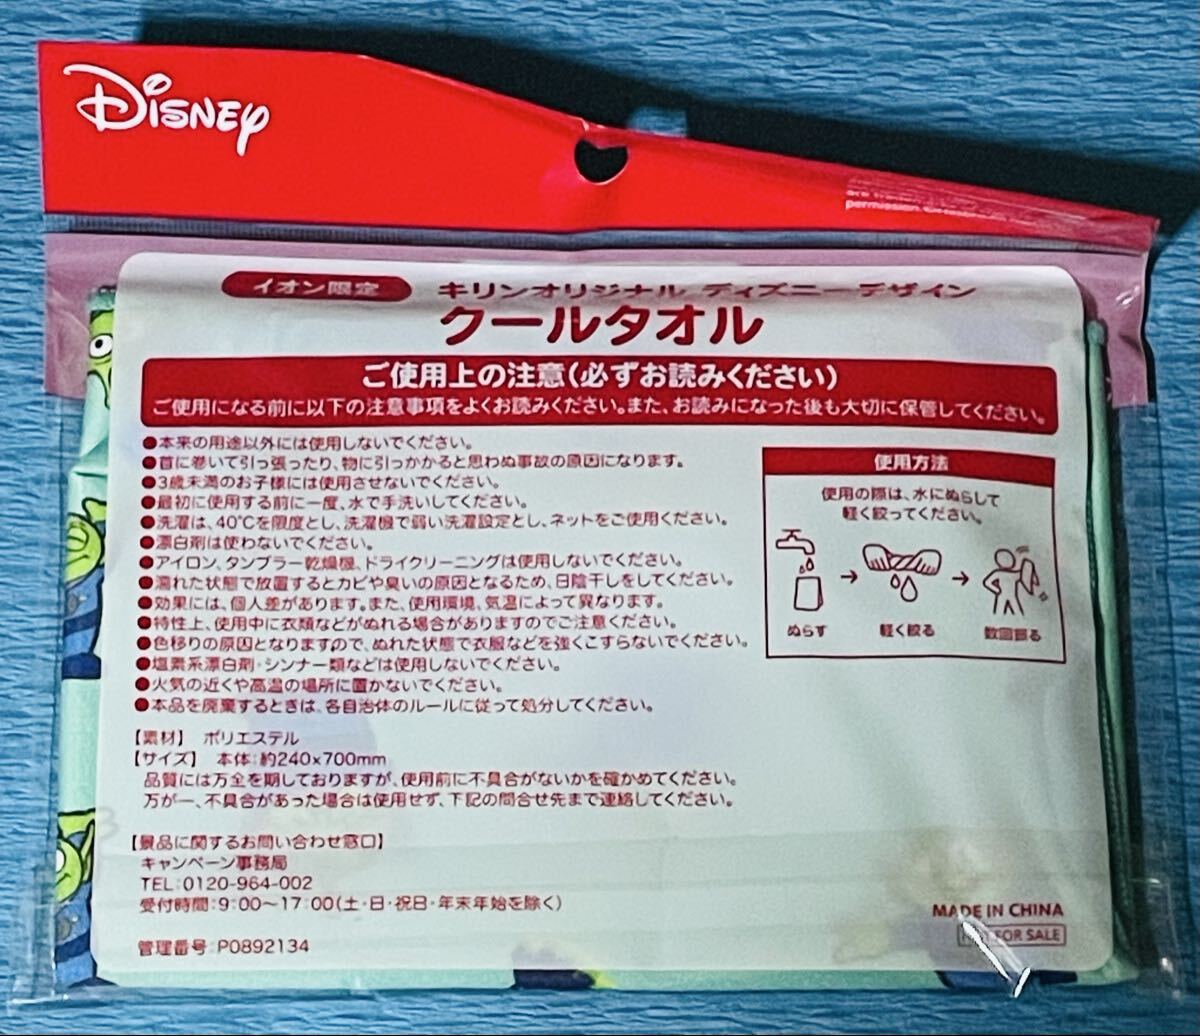 Disney
permission
イオン限定 キリンオリジナル ディズニーデザイン
クールタオル
ご使用上の注意(必ずお読みください)
ご使用になる前に以下の注意事項をよくお読みください。また、お読みになった後も大切に保管してください。
●本来の用途以外には使用しないでください。
●首に巻いて引っ張ったり、物に引っかかると思わぬ事故の原因になります。
●3歳未満のお子様には使用させないでください。
●最初に使用する前に一度、水で手洗いしてください。
●洗濯は、40℃を限度とし、洗濯機で弱い洗濯設定とし、ネットをご使用ください。
●漂白剤は使わないでください。
●アイロン、タンブラー乾燥機、ドライクリーニングは使用しないでください。
●濡れた状態で放置するとカビや臭いの原因となるため、日陰干しをしてください。
●効果には、個人差があります。また、使用環境、気温によって異なります。
●特性上、使用中に衣類などがぬれる場合がありますのでご注意ください。
●色移りの原因となりますので、ぬれた状態で衣服などを強くこすらないでください。
●塩素系漂白剤・シンナー類などは使用しないでください。
●火気の近くや高温の場所に置かないでください。
●本品を廃棄するときは、各自治体のルールに従って処分してください。
使用方法
使用の際は、水にぬらして
軽く絞ってください。
ぬらす 軽く絞る 数回振る
【素材】 ポリエステル
【サイズ】 本体:約240×700mm
品質には万全を期しておりますが、使用前に不具合がないかを確かめてください。
万が一、不具合があった場合は使用せず、下記の問合せ先まで連絡してください。
【景品に関するお問い合わせ窓口】
キャンペーン事務局
TEL:0120-964-002
受付時間:9:00〜17:00(土・日・祝日・年末年始を除く)
管理番号:P0892134
MADE IN CHINA
NOT FOR SALE